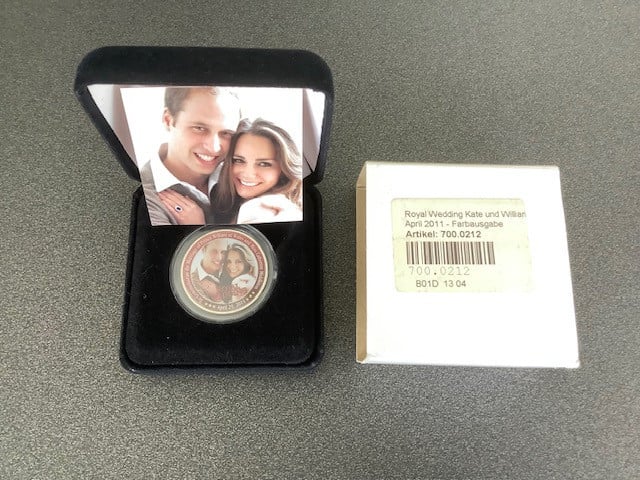 Royal Wedding Kate und Willian
April 2011 - Farbausgabe
Artikel: 700.0212
700.0212
B01D 13 04